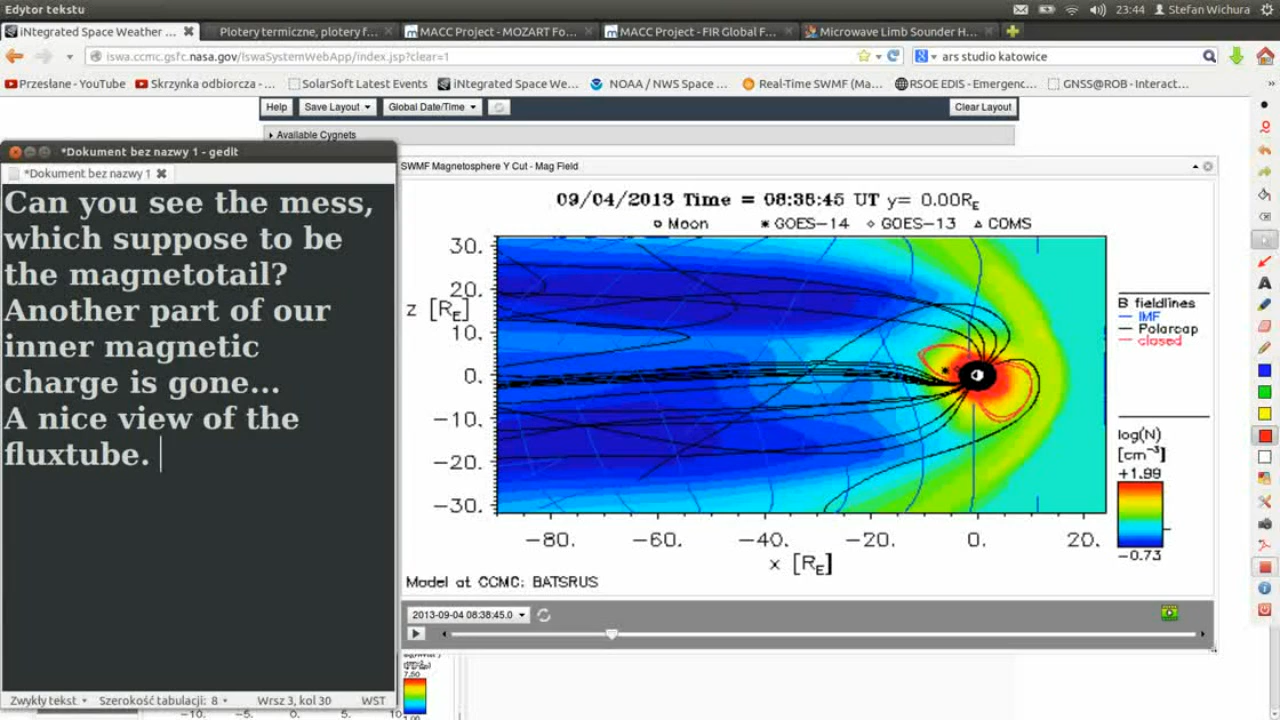 Edytor tekstu
23:44 Stefan Wichura
iNtegrated Space Weather ...
Plotery termiczne, plotery f...
MACC Project - MOZART Fo...
MACC Project - FIR Global F...
Microwave Limb Sounder H...
iswa.ccmc.gsfc.nasa.gov/IswaSystemWebApp/index.jsp?clear=1
ars studio katowice
Przesłane - YouTube
Skrzynka odbiorcza - ...
SolarSoft Latest Events
iNtegrated Space We...
NOAA / NWS Space ...
Real-Time SWMF (Ma...
RSOE EDIS - Emergenc...
GNSS@ROB - Interact...
Help
Save Layout
Global Date/Time
Clear Layout
Available Cygnets
*Dokument bez nazwy 1 - gedit
*Dokument bez nazwy 1
Can you see the mess,
which suppose to be
the magnetotail?
Another part of our
inner magnetic
charge is gone...
A nice view of the
fluxtube.
Zwykły tekst
Szerokość tabulacji: 8
Wrsz 3, kol 30
WST
SWMF Magnetosphere Y Cut - Mag Field
09/04/2013 Time = 08:38:45 UT y= 0.00RE
Moon GOES-14 GOES-13 COMS
30.
20.
z [RE]
10.
0.
-10.
-20.
-30.
-80. -60. -40. -20. 0. 20.
x [RE]
B fieldlines
IMF
Polarcap
closed
log(N)
[cm-3]
+1.99
-0.73
Model at CCMC: BATSRUS
2013-09-04 08:38:45.0
7.50
-10. -5. 0. 5. 10